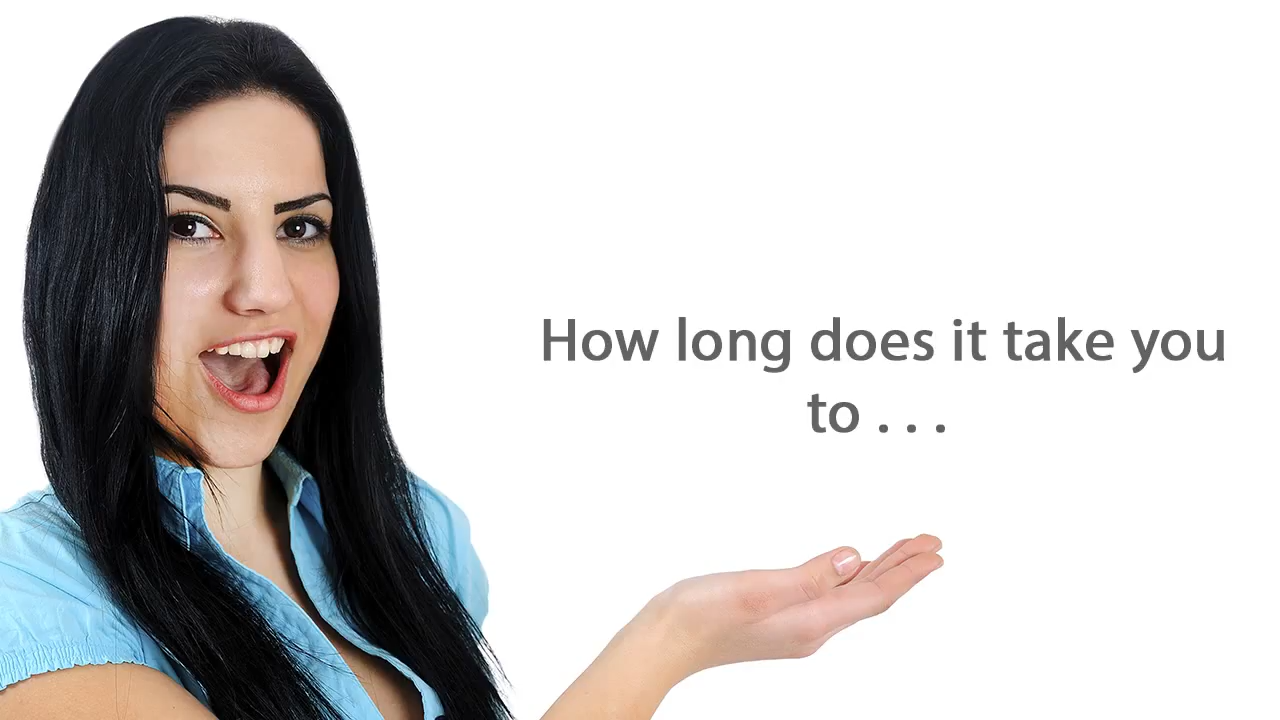 How long does it take you
to . . .